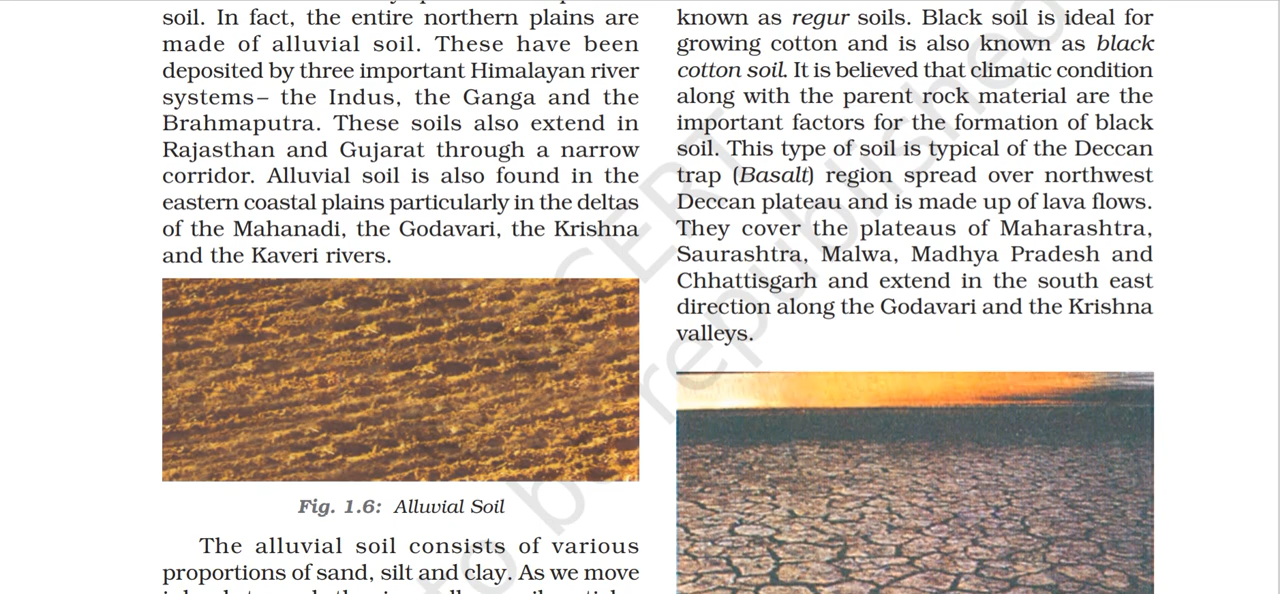 soil. In fact, the entire northern plains are
made of alluvial soil. These have been
deposited by three important Himalayan river
systems– the Indus, the Ganga and the
Brahmaputra. These soils also extend in
Rajasthan and Gujarat through a narrow
corridor. Alluvial soil is also found in the
eastern coastal plains particularly in the deltas
of the Mahanadi, the Godavari, the Krishna
and the Kaveri rivers.
Fig. 1.6: Alluvial Soil
The alluvial soil consists of various
proportions of sand, silt and clay. As we move
known as regur soils. Black soil is ideal for
growing cotton and is also known as black
cotton soil. It is believed that climatic condition
along with the parent rock material are the
important factors for the formation of black
soil. This type of soil is typical of the Deccan
trap (Basalt) region spread over northwest
Deccan plateau and is made up of lava flows.
They cover the plateaus of Maharashtra,
Saurashtra, Malwa, Madhya Pradesh and
Chhattisgarh and extend in the south east
direction along the Godavari and the Krishna
valleys.
republished